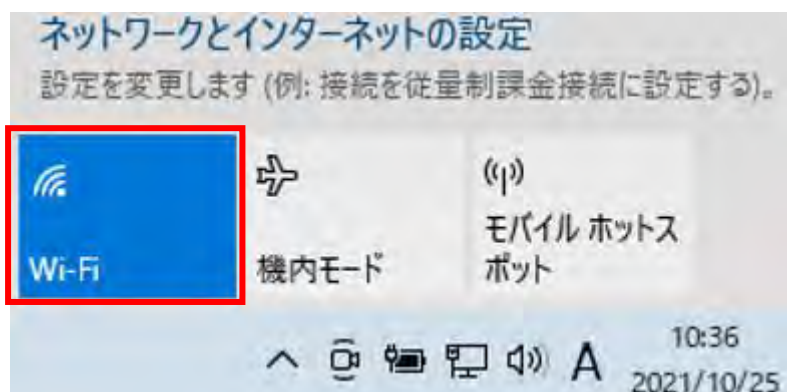 ネットワークとインターネットの設定
設定を変更します (例: 接続を従量制課金接続に設定する)。
Wi-Fi
機内モード
モバイル ホットス
ポット
A
10:36
2021/10/25